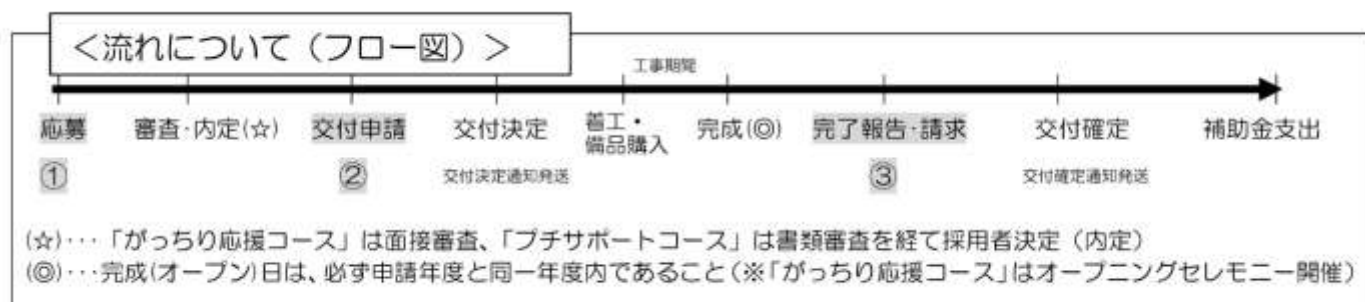 ＜流れについて（フロー図）＞
工事期間
応募 審査・内定(☆) 交付申請 交付決定 着工・備品購入 完成(◎) 完了報告・請求 交付確定 補助金支出
① ② 交付決定通知発送 ③ 交付確定通知発送
(☆)･･･「がっちり応援コース」は面接審査、「プチサポートコース」は書類審査を経て採用者決定（内定）
(◎)･･･完成(オープン)日は、必ず申請年度と同一年度内であること(※「がっちり応援コース」はオープニングセレモニー開催)